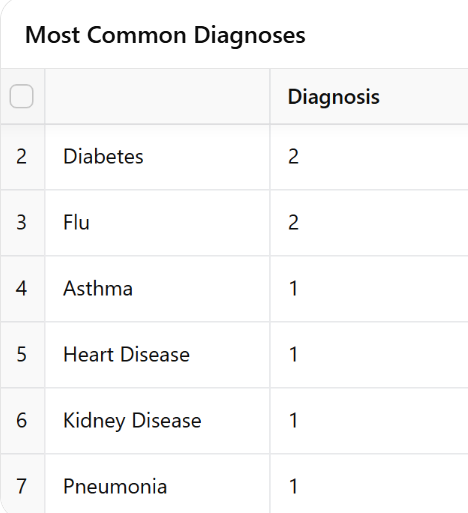 Most Common Diagnoses
Diagnosis
2 Diabetes 2
3 Flu 2
4 Asthma 1
5 Heart Disease 1
6 Kidney Disease 1
7 Pneumonia 1